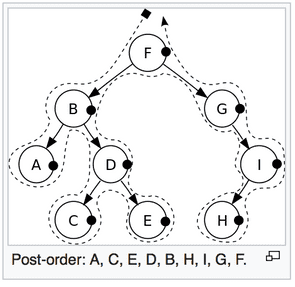 F
B
G
A
D
I
C
E
H
Post-order: A, C, E, D, B, H, I, G, F.